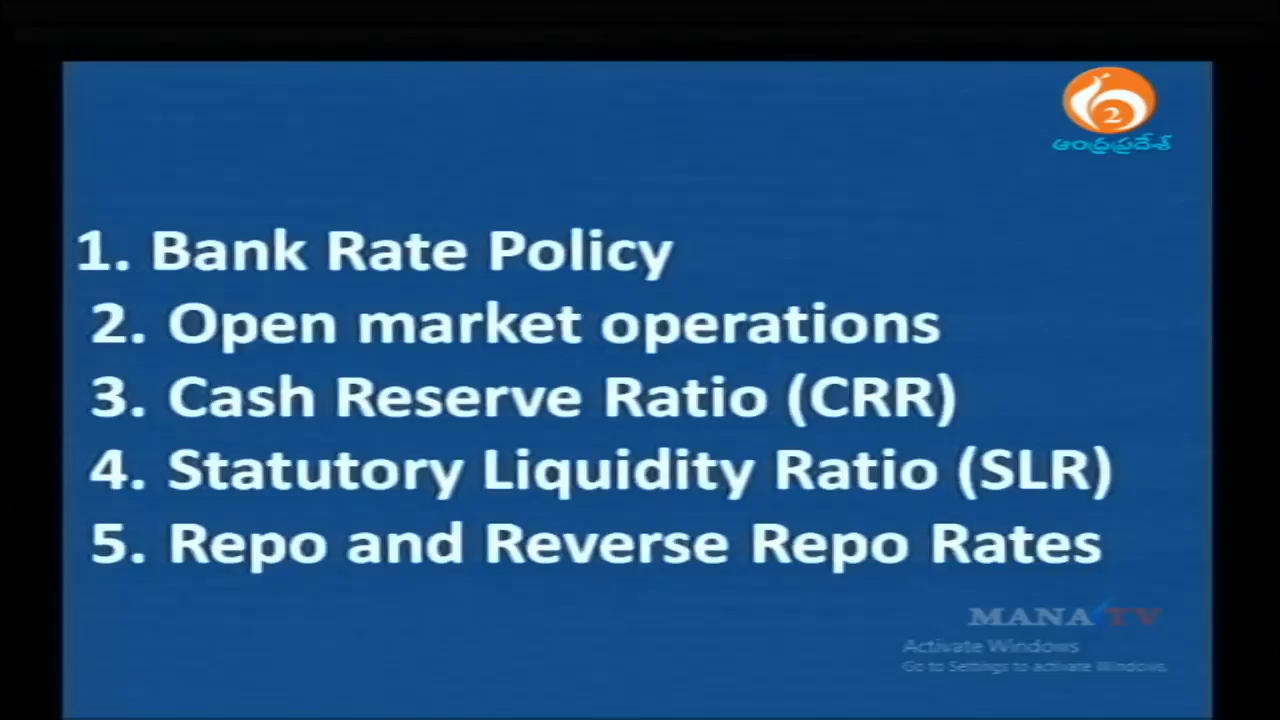 2
ఆంధ్రప్రదేశ్
1. Bank Rate Policy
2. Open market operations
3. Cash Reserve Ratio (CRR)
4. Statutory Liquidity Ratio (SLR)
5. Repo and Reverse Repo Rates
MANA TV
Activate Windows
Go to Settings to activate Windows.